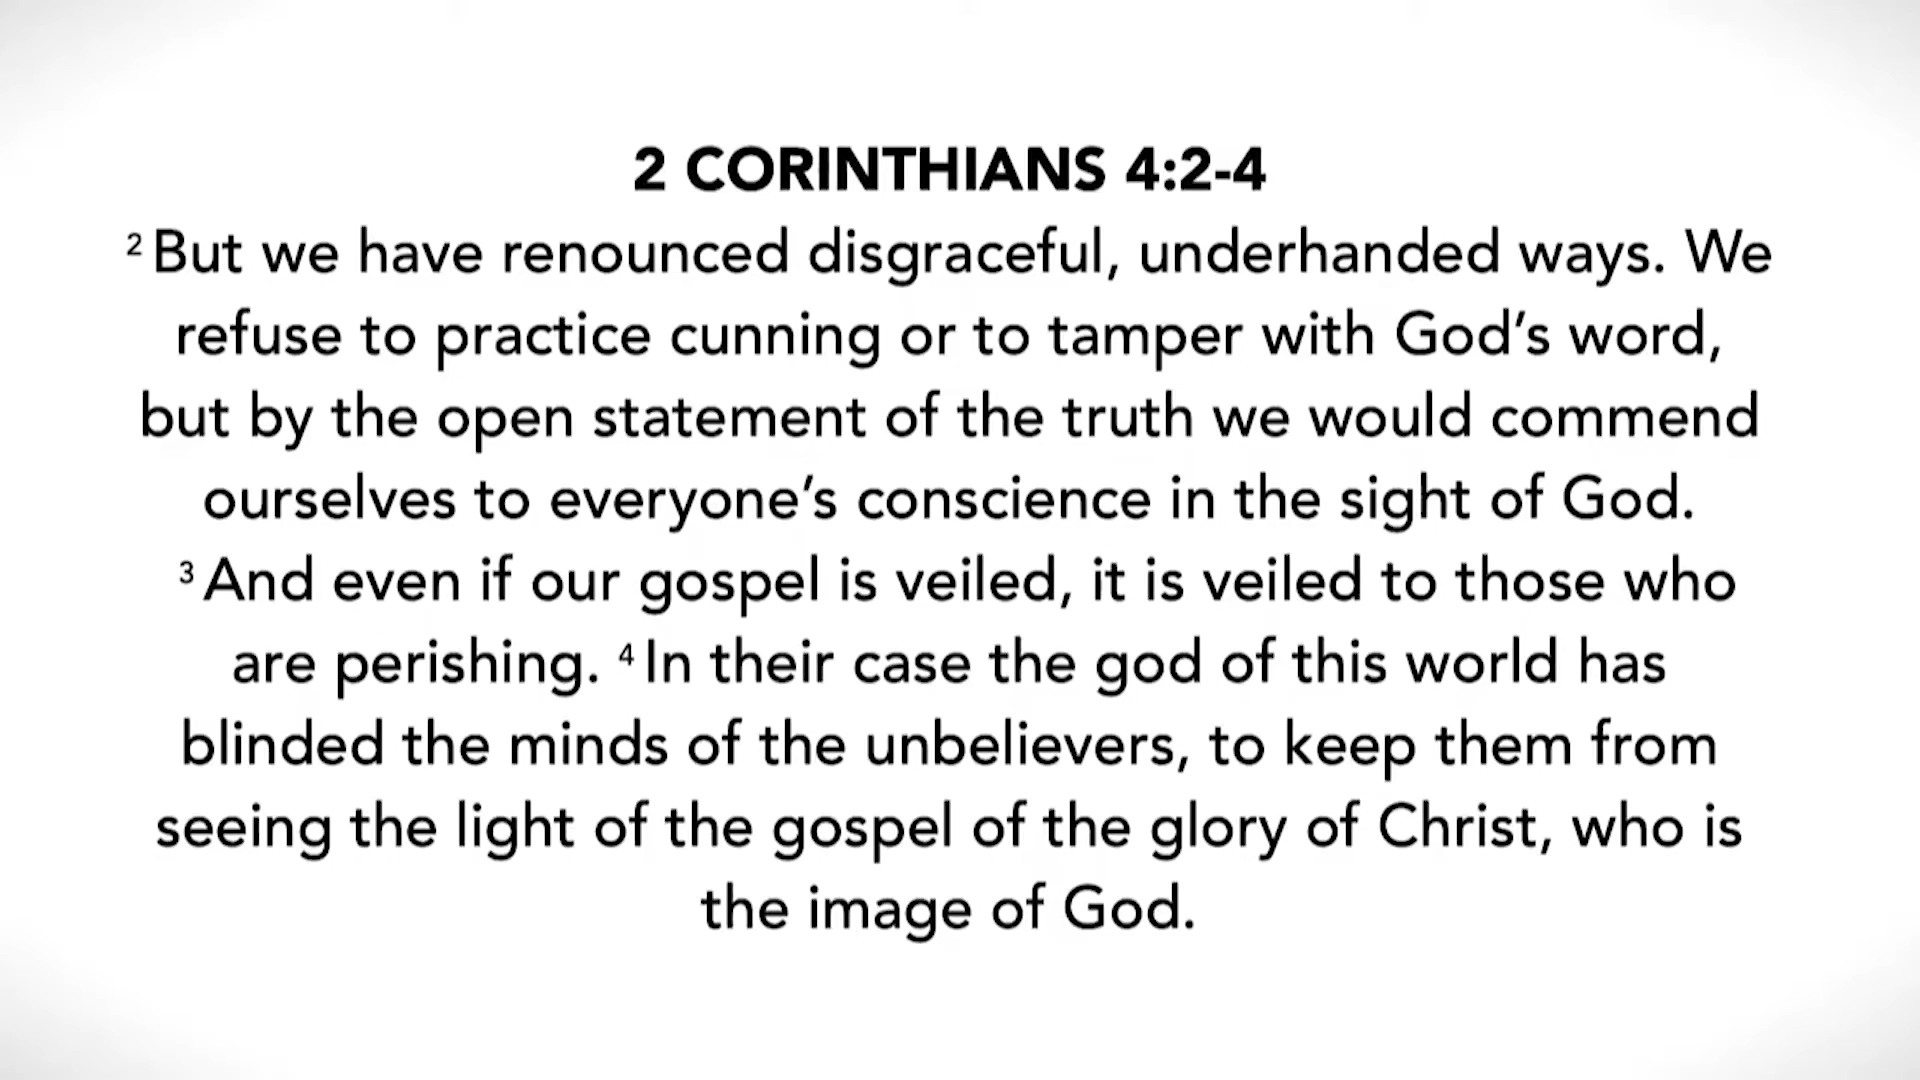 2 CORINTHIANS 4:2-4
2 But we have renounced disgraceful, underhanded ways. We
refuse to practice cunning or to tamper with God’s word,
but by the open statement of the truth we would commend
ourselves to everyone’s conscience in the sight of God.
3 And even if our gospel is veiled, it is veiled to those who
are perishing. 4 In their case the god of this world has
blinded the minds of the unbelievers, to keep them from
seeing the light of the gospel of the glory of Christ, who is
the image of God.